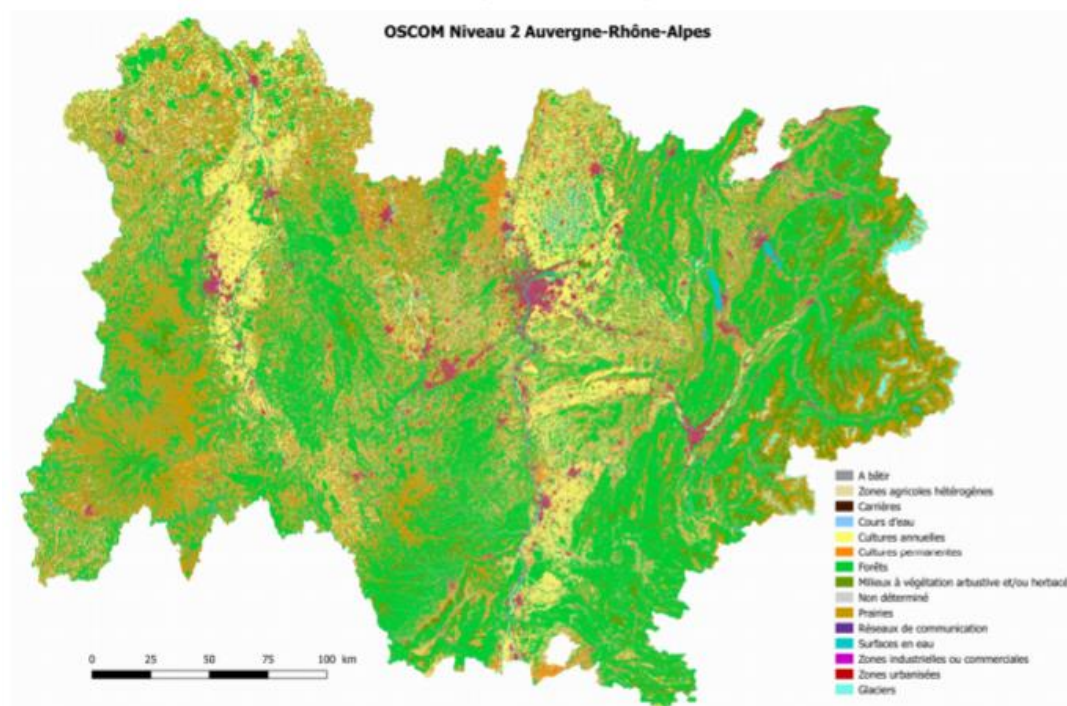 OSCOM Niveau 2 Auvergne-Rhône-Alpes
A bâtir
Zones agricoles hétérogènes
Carrières
Cours d'eau
Cultures annuelles
Cultures permanentes
Forêts
Milieux à végétation arbustive et/ou herbacé
Non déterminé
Prairies
Réseaux de communication
Surfaces en eau
Zones industrielles ou commerciales
Zones urbanisées
Glaciers
0 25 50 75 100 km